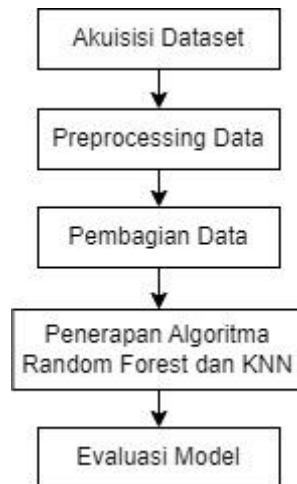 Akuisisi Dataset
Preprocessing Data
Pembagian Data
Penerapan Algoritma
Random Forest dan KNN
Evaluasi Model